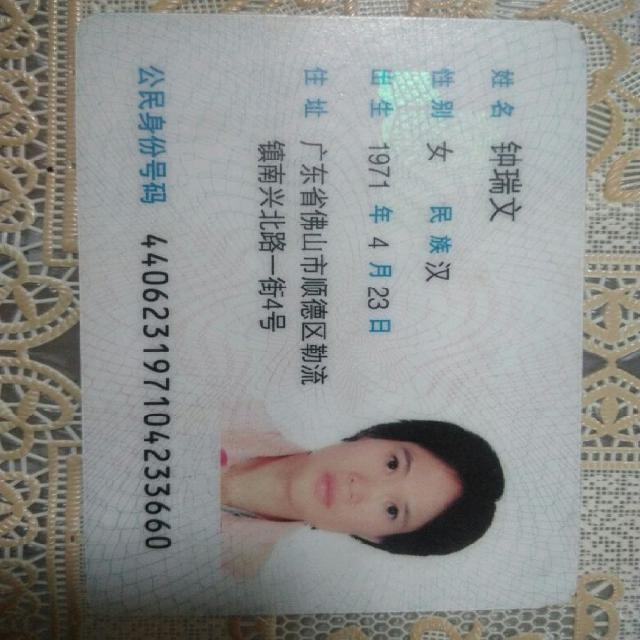 姓名 钟瑞文
性别 女 民族 汉
出生 1971 年 4 月 23 日
住址 广东省佛山市顺德区勒流
镇南兴北路一街4号
公民身份号码 440623197104233660